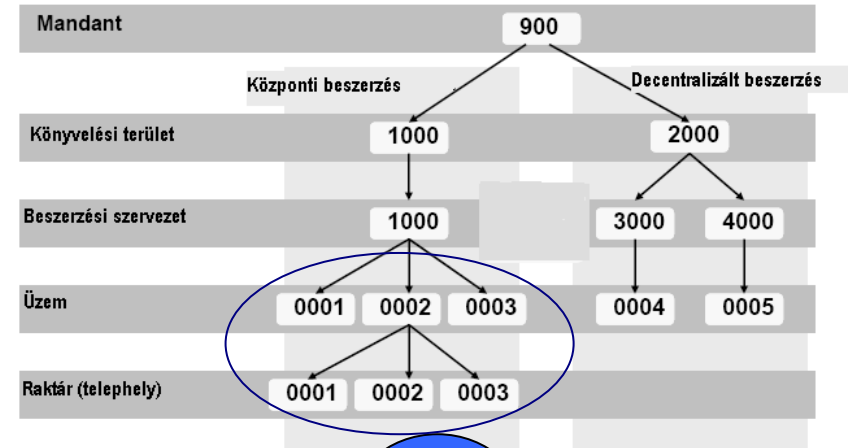 Mandant
900
Központi beszerzés
Decentralizált beszerzés
Könyvelési terület
1000
2000
Beszerzési szervezet
1000
3000
4000
Üzem
0001
0002
0003
0004
0005
Raktár (telephely)
0001
0002
0003